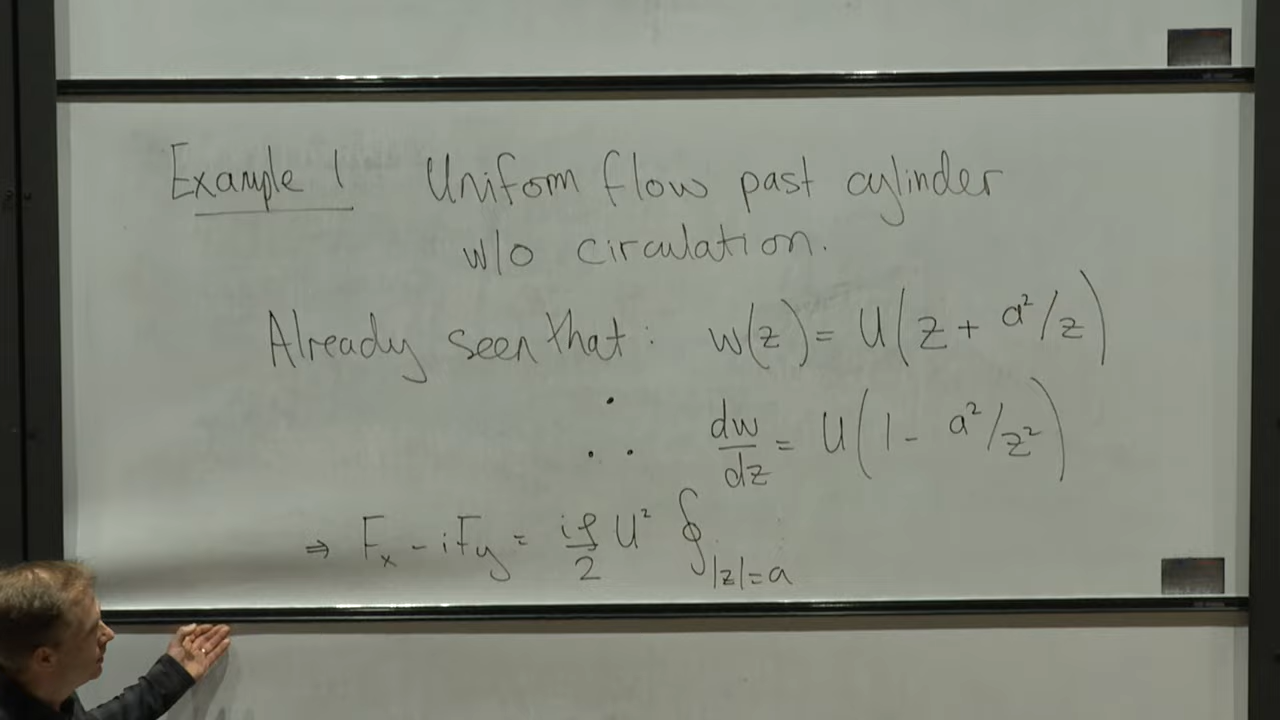 Example 1 Uniform flow past cylinder
w/o circulation.
Already seen that: w(z) = U(z + a²/z)
∴ dw/dz = U(1 - a²/z²)
⇒ Fx - iFy = iρ/2 U² ∮|z|=a